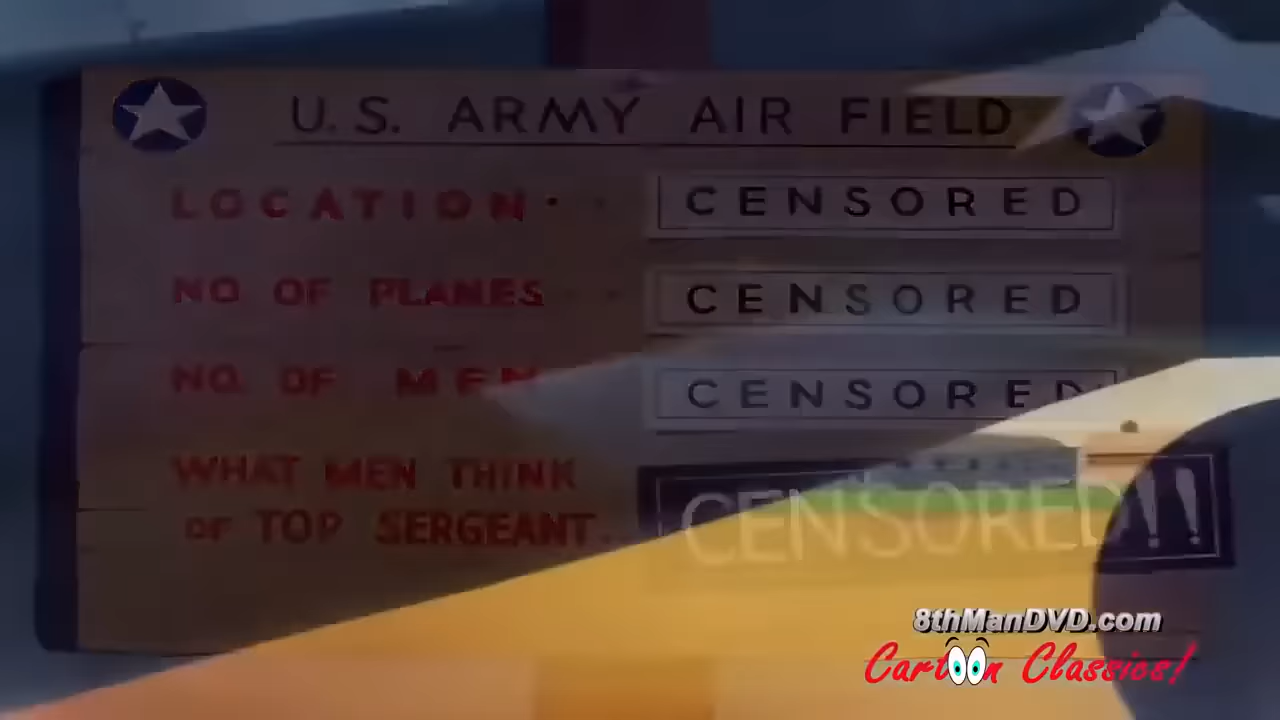 U.S. ARMY AIR FIELD
LOCATION · · CENSORED
NO OF PLANES · · CENSORED
NO. OF MEN CENSORED
WHAT MEN THINK
OF TOP SERGEANT.. CENSORED!!
8thManDVD.com
Cartoon Classics!